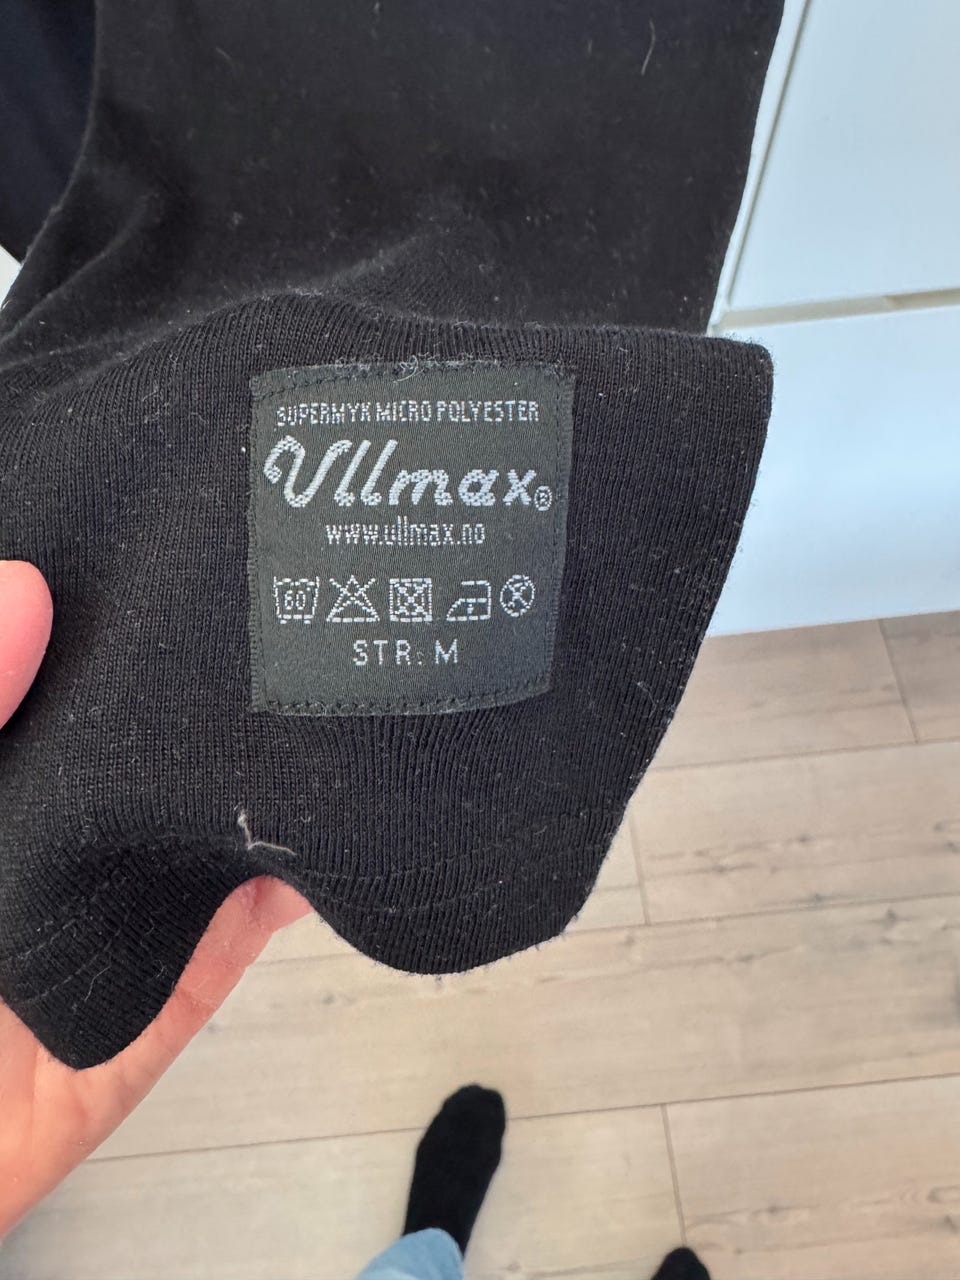 SUPERMYK MICRO POLYESTER
Ullmax®
www.ullmax.no
60
STR: M